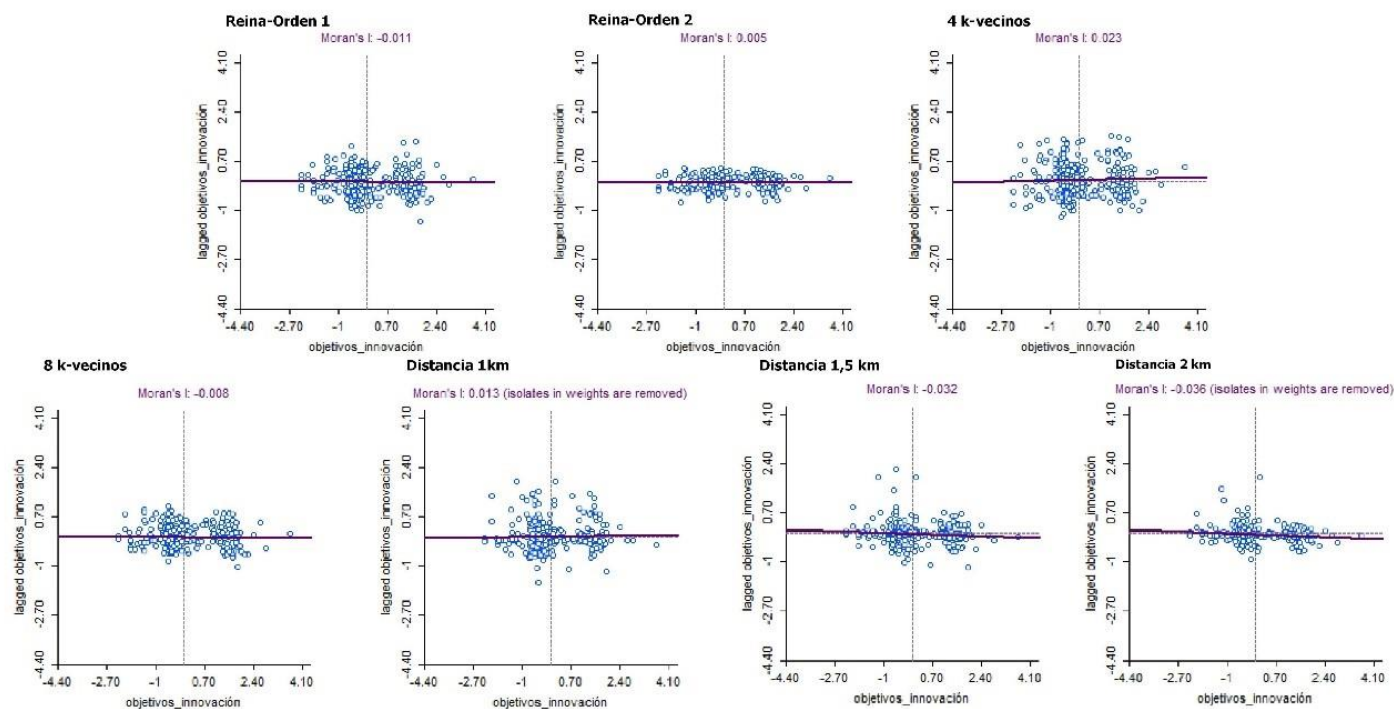 Reina-Orden 1
Moran's I: -0.011
lagged objetivos_innovación
4.10
2.40
0.70
-1
-2.70
-4.40
-4.40 -2.70 -1 0.70 2.40 4.10
objetivos_innovación
Reina-Orden 2
Moran's I: 0.005
lagged objetivos_innovación
4.10
2.40
0.70
-1
-2.70
-4.40
-4.40 -2.70 -1 0.70 2.40 4.10
objetivos_innovación
4 k-vecinos
Moran's I: 0.023
lagged objetivos_innovación
4.10
2.40
0.70
-1
-2.70
-4.40
-4.40 -2.70 -1 0.70 2.40 4.10
objetivos_innovación
8 k-vecinos
Moran's I: -0.008
lagged objetivos_innovación
4.10
2.40
0.70
-1
-2.70
-4.40
-4.40 -2.70 -1 0.70 2.40 4.10
objetivos_innovación
Distancia 1km
Moran's I: 0.013 (isolates in weights are removed)
lagged objetivos_innovación
4.10
2.40
0.70
-1
-2.70
-4.40
-4.40 -2.70 -1 0.70 2.40 4.10
objetivos_innovación
Distancia 1,5 km
Moran's I: -0.032
lagged objetivos_innovación
4.10
2.40
0.70
-1
-2.70
-4.40
-4.40 -2.70 -1 0.70 2.40 4.10
objetivos_innovación
Distancia 2 km
Moran's I: -0.036 (isolates in weights are removed)
lagged objetivos_innovación
4.10
2.40
0.70
-1
-2.70
-4.40
-4.40 -2.70 -1 0.70 2.40 4.10
objetivos_innovación